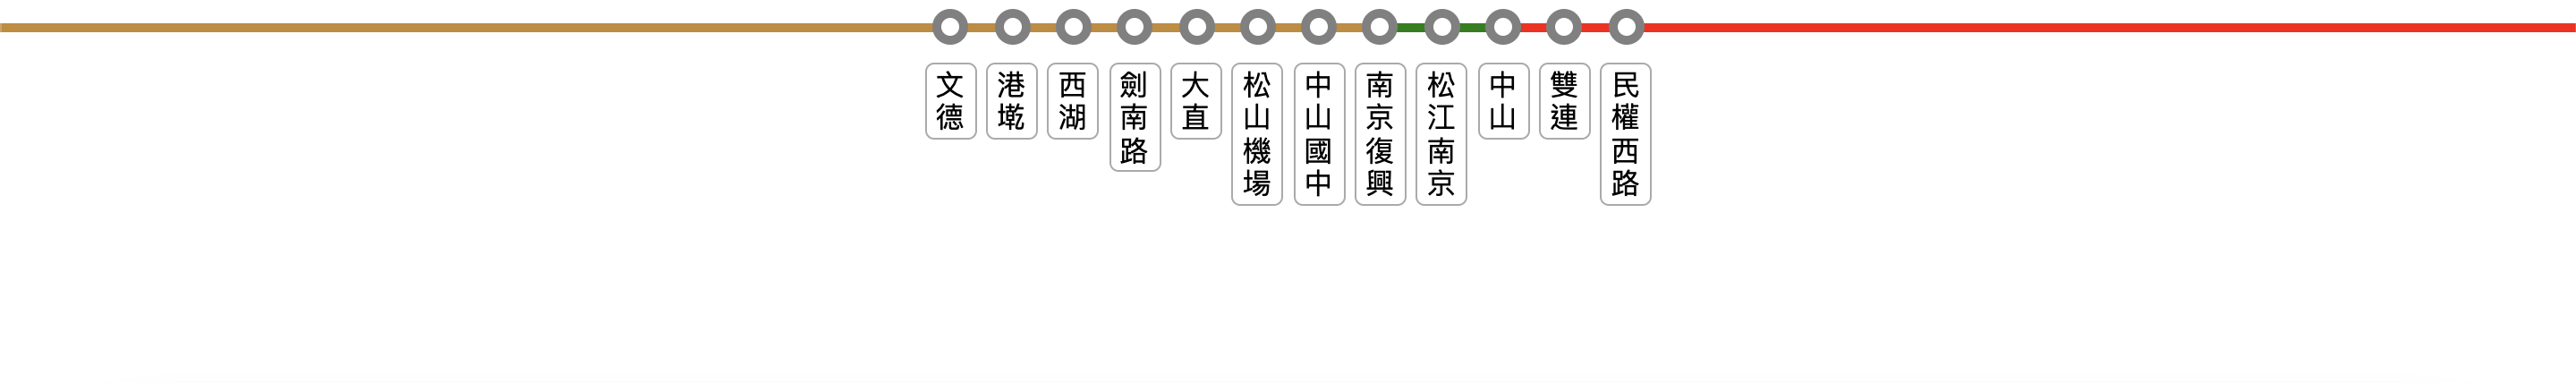 文德
港墘
西湖
劍南路
大直
松山機場
中山國中
南京復興
松江南京
中山
雙連
民權西路